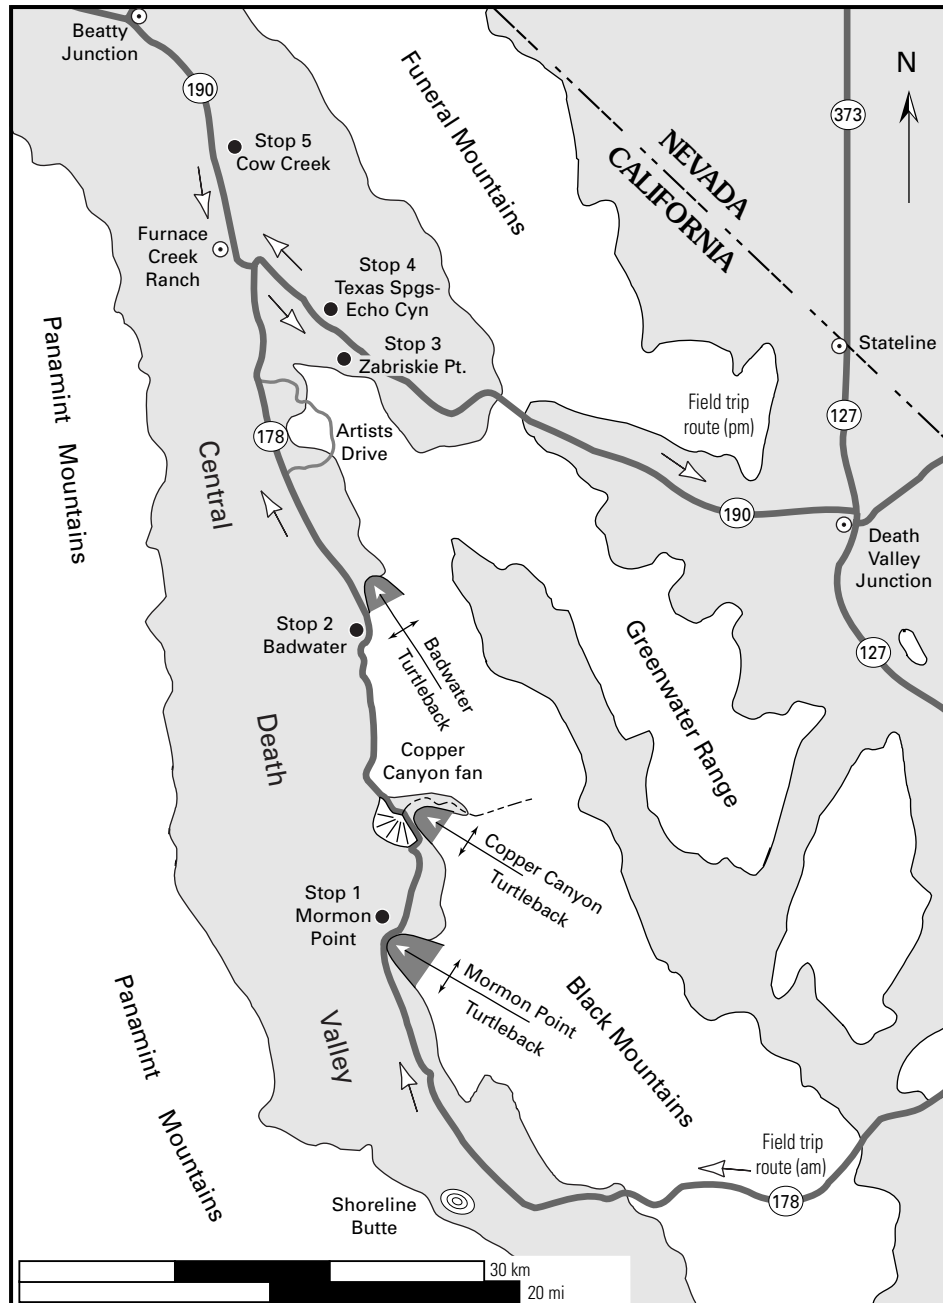 Beatty
Junction
190
Stop 5
Cow Creek
Funeral Mountains
NEVADA
CALIFORNIA
373
N
Furnace
Creek
Ranch
Stop 4
Texas Spgs-
Echo Cyn
Stop 3
Zabriskie Pt.
Stateline
Panamint Mountains
178
Artists
Drive
Field trip
route (pm)
127
190
Death
Valley
Junction
Central
Death
Valley
Stop 2
Badwater
Badwater
Turtleback
Greenwater Range
127
Copper
Canyon fan
Copper Canyon
Turtleback
Stop 1
Mormon
Point
Mormon Point
Turtleback
Black Mountains
Panamint Mountains
Field trip
route (am)
178
Shoreline
Butte
30 km
20 mi